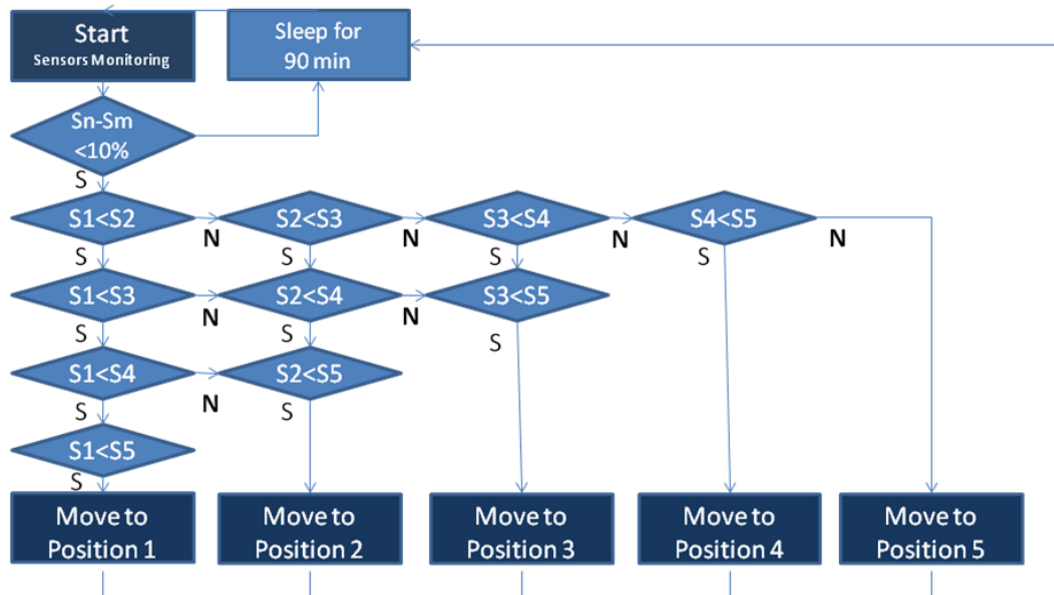 Start
Sensors Monitoring
Sleep for
90 min
Sn-Sm
<10%
S
S1<S2
N
S2<S3
N
S3<S4
N
S4<S5
N
S
S
S
S
S1<S3
N
S2<S4
N
S3<S5
S
S
S
S1<S4
N
S2<S5
S
S
S1<S5
S
Move to
Position 1
Move to
Position 2
Move to
Position 3
Move to
Position 4
Move to
Position 5